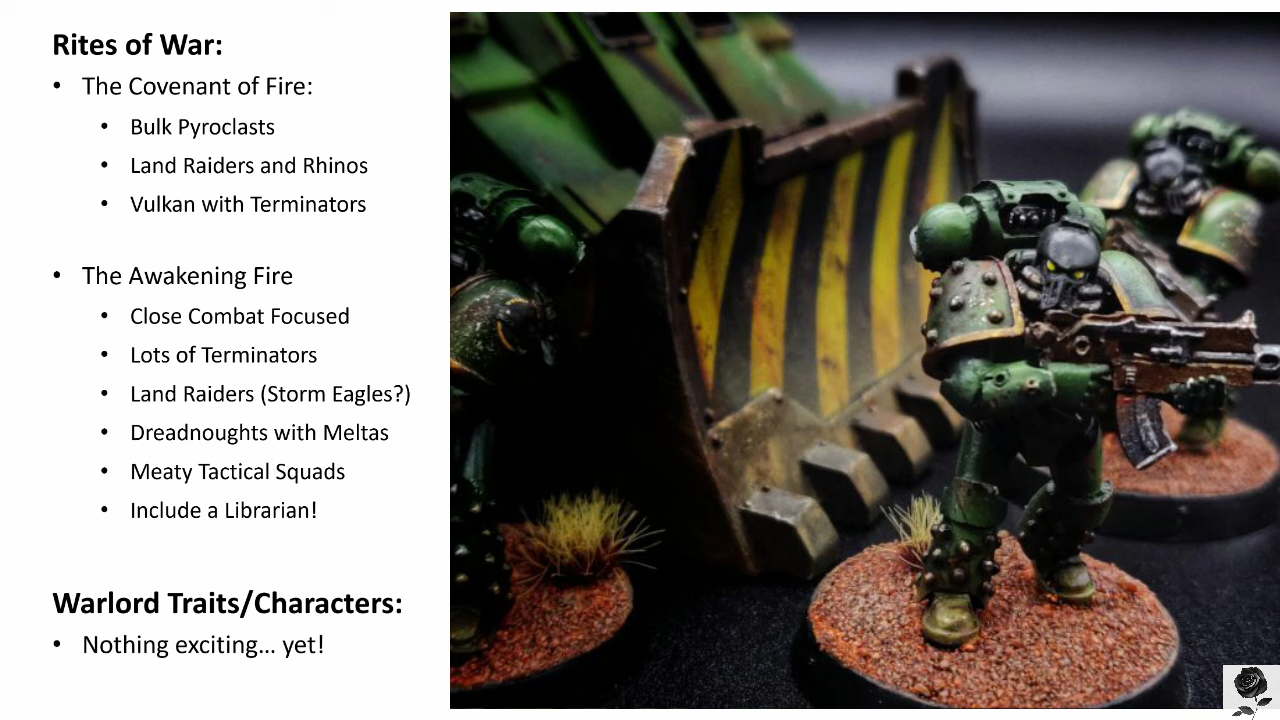 Rites of War:
• The Covenant of Fire:
• Bulk Pyroclasts
• Land Raiders and Rhinos
• Vulkan with Terminators
• The Awakening Fire
• Close Combat Focused
• Lots of Terminators
• Land Raiders (Storm Eagles?)
• Dreadnoughts with Meltas
• Meaty Tactical Squads
• Include a Librarian!
Warlord Traits/Characters:
• Nothing exciting... yet!